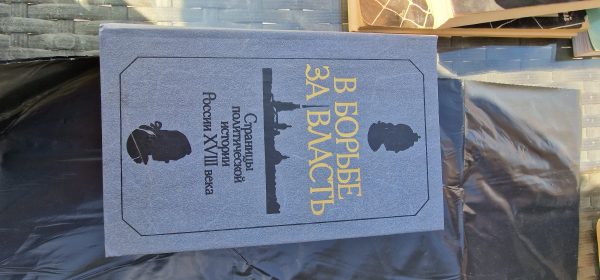 В БОРЬБЕ
ЗА ВЛАСТЬ
Страницы
политической
истории
России XVIII века